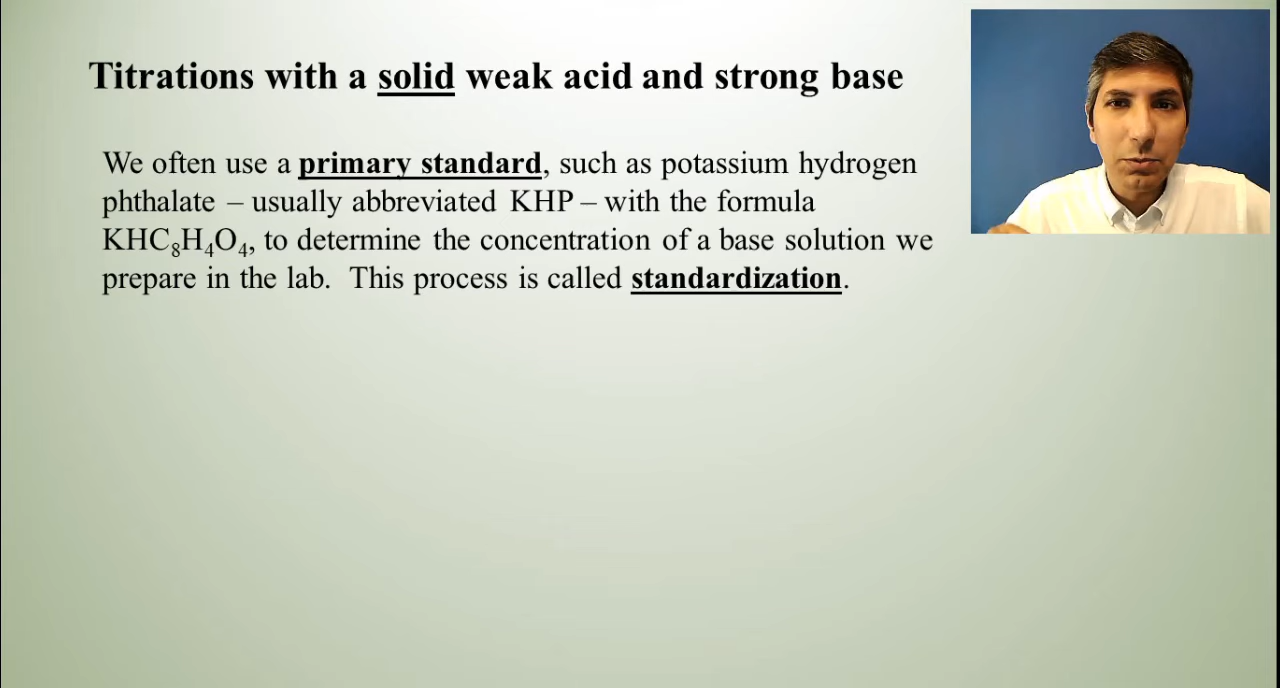 Titrations with a solid weak acid and strong base
We often use a primary standard, such as potassium hydrogen
phthalate – usually abbreviated KHP – with the formula
KHC₈H₄O₄, to determine the concentration of a base solution we
prepare in the lab. This process is called standardization.